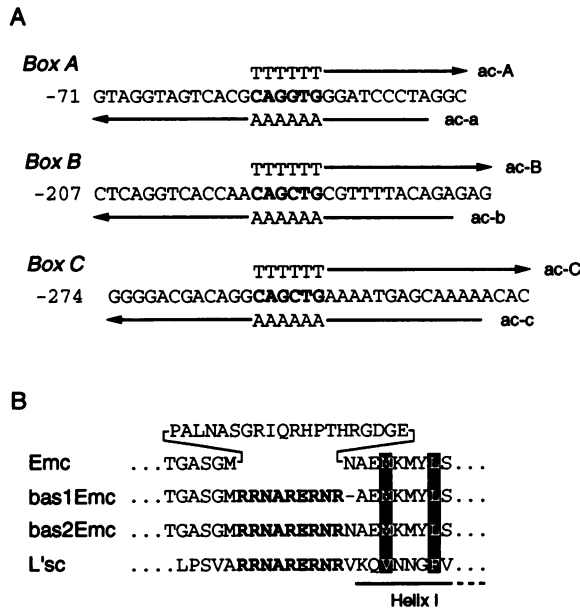 A
Box A
TTTTTT ac-A
-71 GTAGGTAGTCACGCAGGTGGGATCCCTAGGC
AAAAAA ac-a
Box B
TTTTTT ac-B
-207 CTCAGGTCACCAACAGCTGCGTTTTACAGAGAG
AAAAAA ac-b
Box C
TTTTTT ac-C
-274 GGGGACGACAGGCAGCTGAAAATGAGCAAAAACAC
AAAAAA ac-c
B
PALNASGRIQRHPTHRGDGE
Emc ...TGASGM NAEMKMYLS...
bas1Emc ...TGASGMRRNARERNR-AEMKMYLS...
bas2Emc ...TGASGMRRNARERNRNAEMKMYLS...
L'sc ...LPSVARRNARERNRVKQVNNGFV...
Helix I